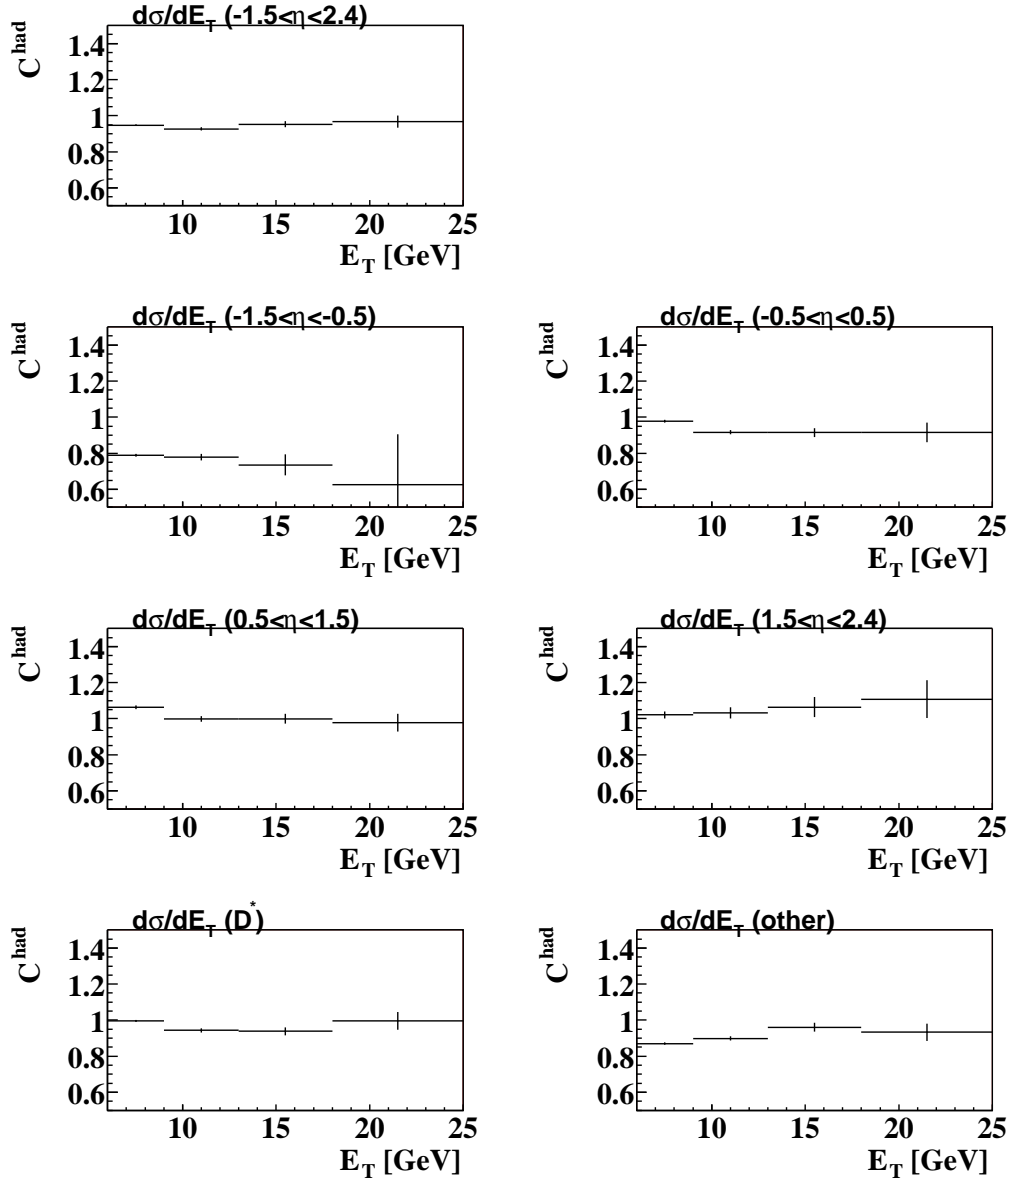 dσ/dE_T (-1.5<η<2.4)
C^had
1.4
1.2
1
0.8
0.6
10 15 20 25
E_T [GeV]
dσ/dE_T (-1.5<η<-0.5)
C^had
1.4
1.2
1
0.8
0.6
10 15 20 25
E_T [GeV]
dσ/dE_T (-0.5<η<0.5)
C^had
1.4
1.2
1
0.8
0.6
10 15 20 25
E_T [GeV]
dσ/dE_T (0.5<η<1.5)
C^had
1.4
1.2
1
0.8
0.6
10 15 20 25
E_T [GeV]
dσ/dE_T (1.5<η<2.4)
C^had
1.4
1.2
1
0.8
0.6
10 15 20 25
E_T [GeV]
dσ/dE_T (D^*)
C^had
1.4
1.2
1
0.8
0.6
10 15 20 25
E_T [GeV]
dσ/dE_T (other)
C^had
1.4
1.2
1
0.8
0.6
10 15 20 25
E_T [GeV]